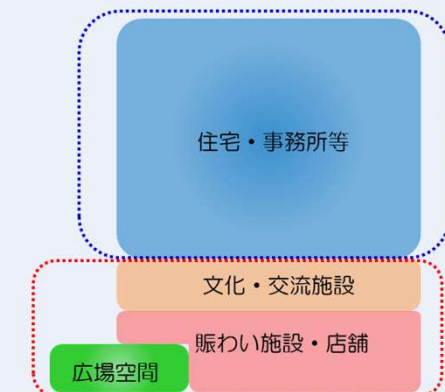 住宅・事務所等
文化・交流施設
賑わい施設・店舗
広場空間